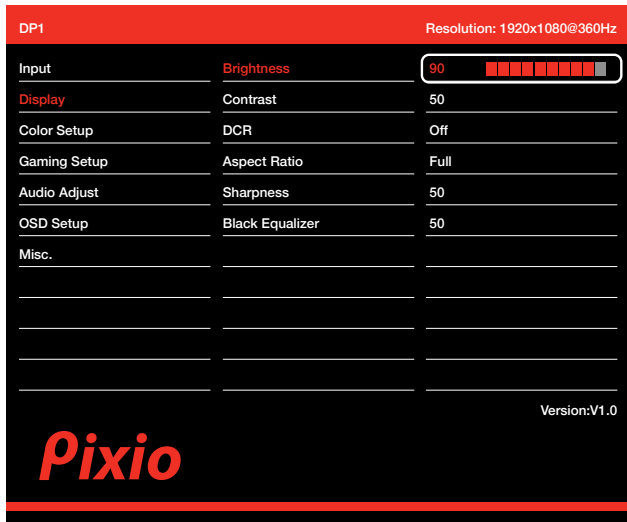 DP1 Resolution: 1920x1080@360Hz
Input Brightness 90
Display Contrast 50
Color Setup DCR Off
Gaming Setup Aspect Ratio Full
Audio Adjust Sharpness 50
OSD Setup Black Equalizer 50
Misc.
Version:V1.0
Pixio